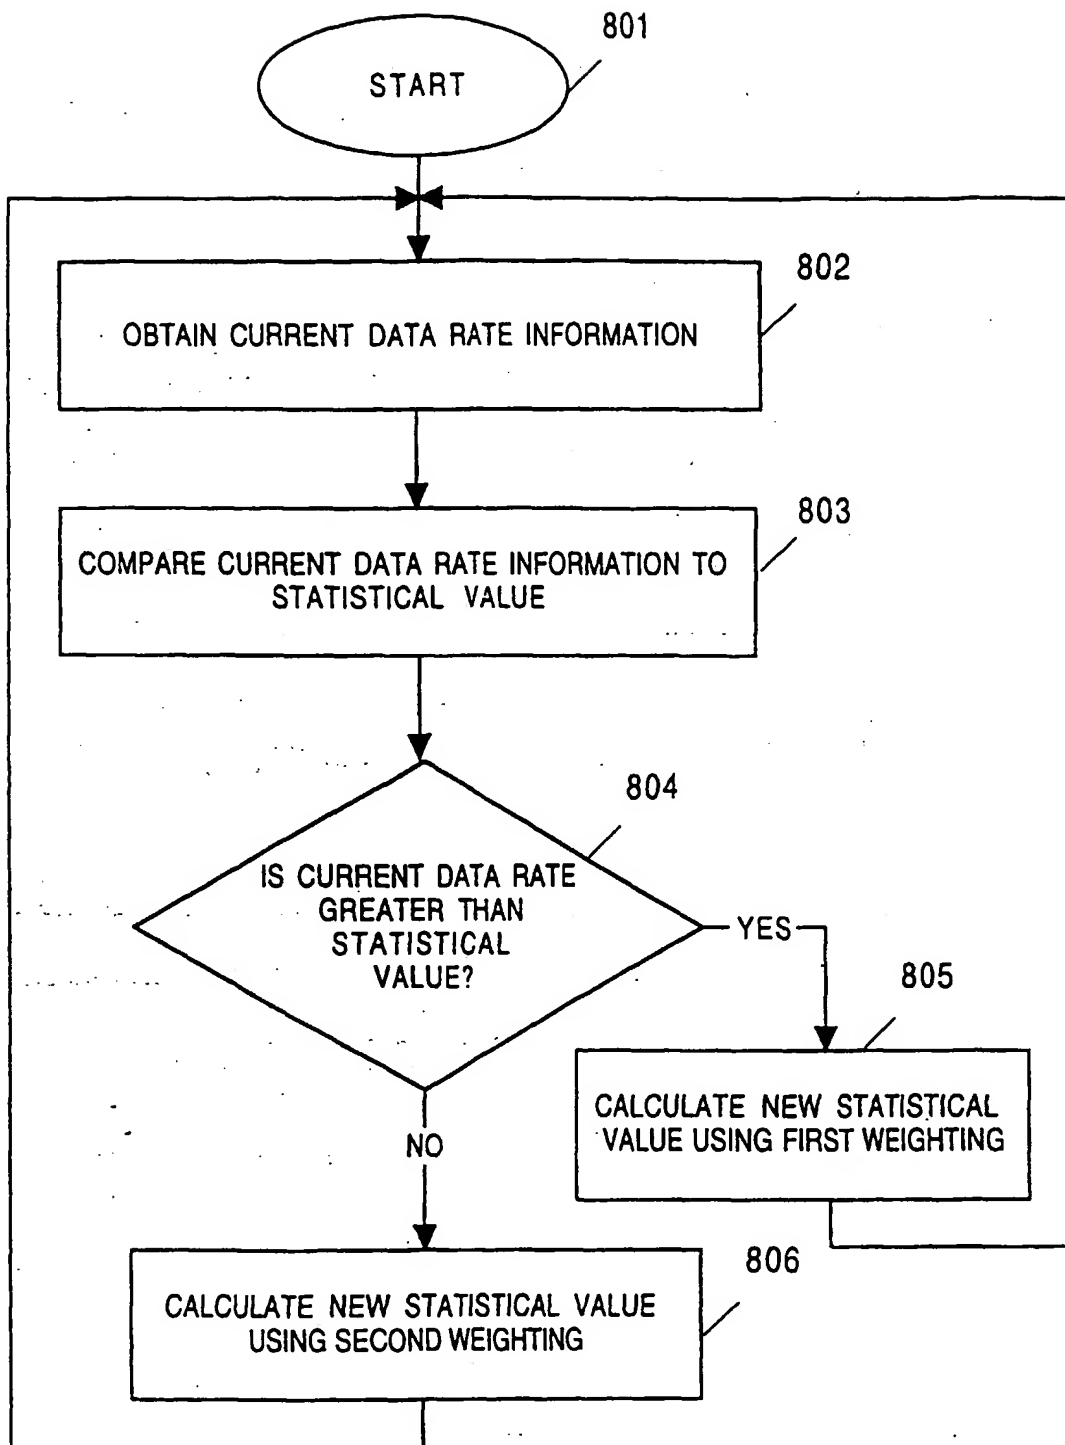 801
START
802
OBTAIN CURRENT DATA RATE INFORMATION
803
COMPARE CURRENT DATA RATE INFORMATION TO
STATISTICAL VALUE
804
IS CURRENT DATA RATE
GREATER THAN
STATISTICAL
VALUE?
YES
805
CALCULATE NEW STATISTICAL
VALUE USING FIRST WEIGHTING
NO
806
CALCULATE NEW STATISTICAL VALUE
USING SECOND WEIGHTING